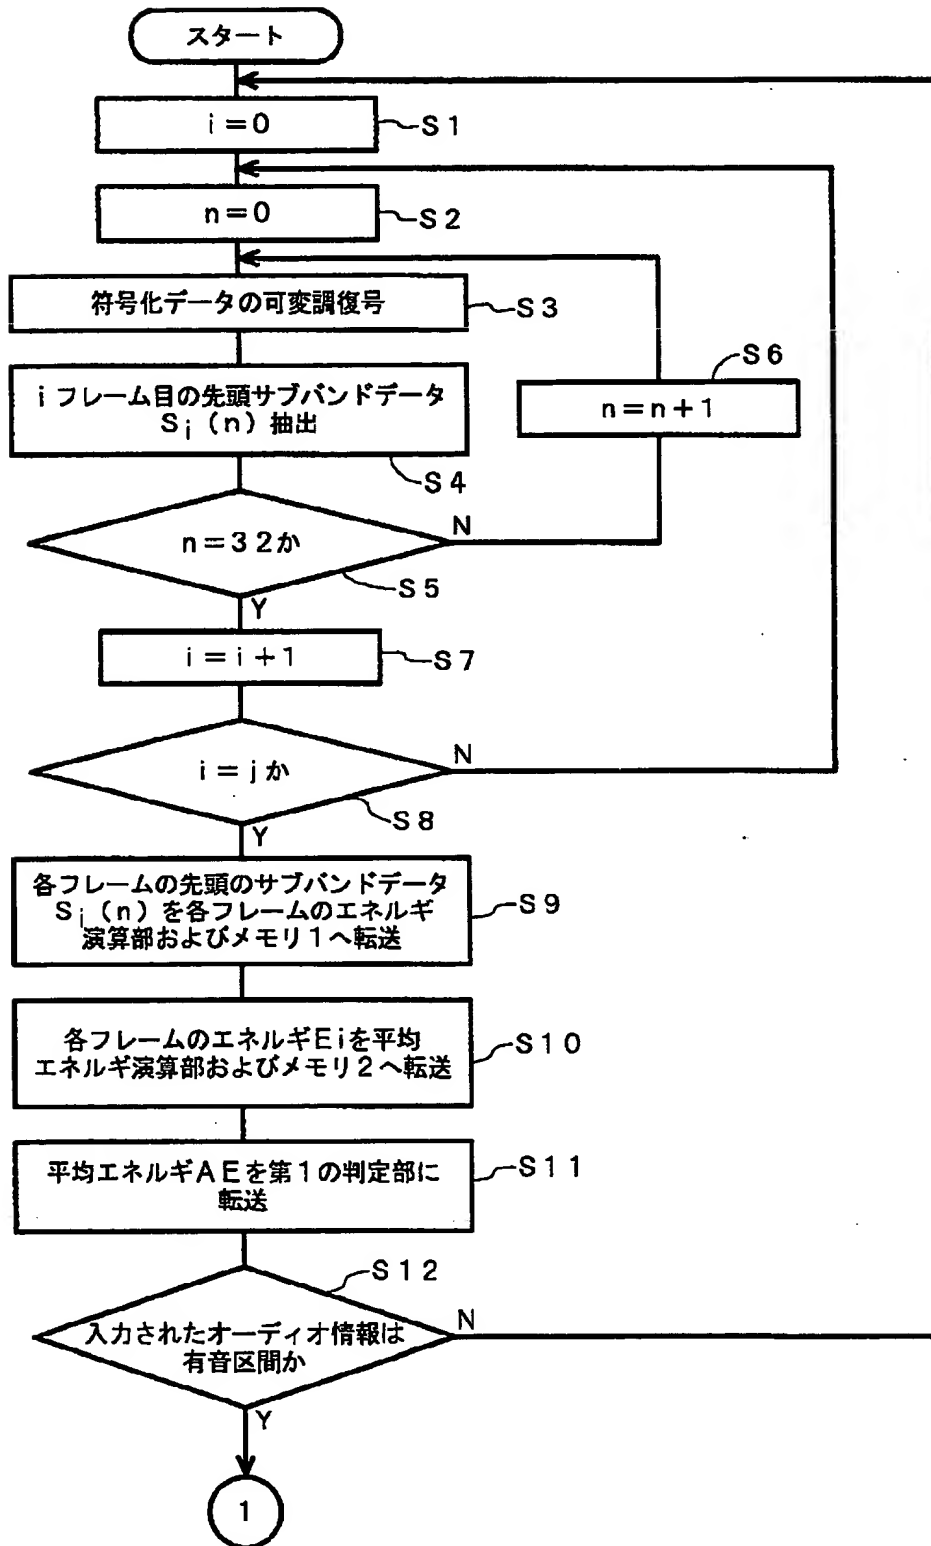 スタート
i=0
S1
n=0
S2
符号化データの可変調復号
S3
iフレーム目の先頭サブバンドデータ
Si(n)抽出
S4
S6
n=n+1
n=32か
N
S5
Y
i=i+1
S7
i=jか
N
S8
Y
各フレームの先頭のサブバンドデータ
Si(n)を各フレームのエネルギ
演算部およびメモリ1へ転送
S9
各フレームのエネルギEiを平均
エネルギ演算部およびメモリ2へ転送
S10
平均エネルギAEを第1の判定部に
転送
S11
S12
入力されたオーディオ情報は
有音区間か
N
Y
1